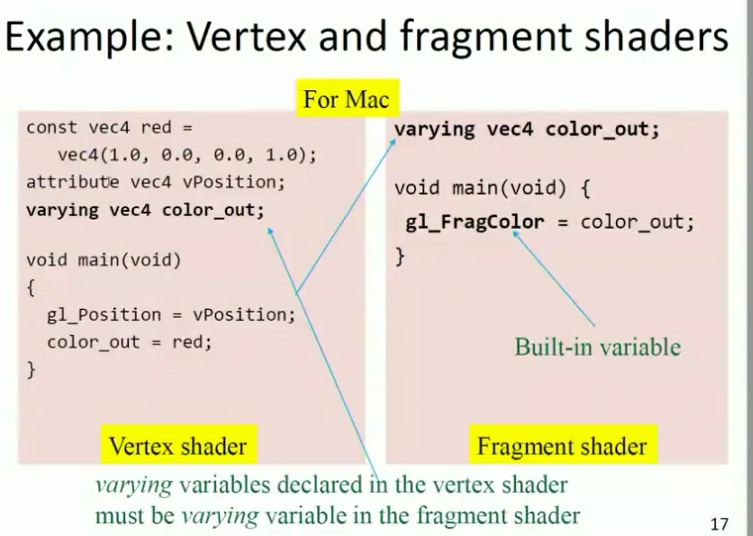 Example: Vertex and fragment shaders
For Mac
const vec4 red =
vec4(1.0, 0.0, 0.0, 1.0);
attribute vec4 vPosition;
varying vec4 color_out;
void main(void)
{
gl_Position = vPosition;
color_out = red;
}
Vertex shader
varying vec4 color_out;
void main(void) {
gl_FragColor = color_out;
}
Built-in variable
Fragment shader
varying variables declared in the vertex shader
must be varying variable in the fragment shader
17